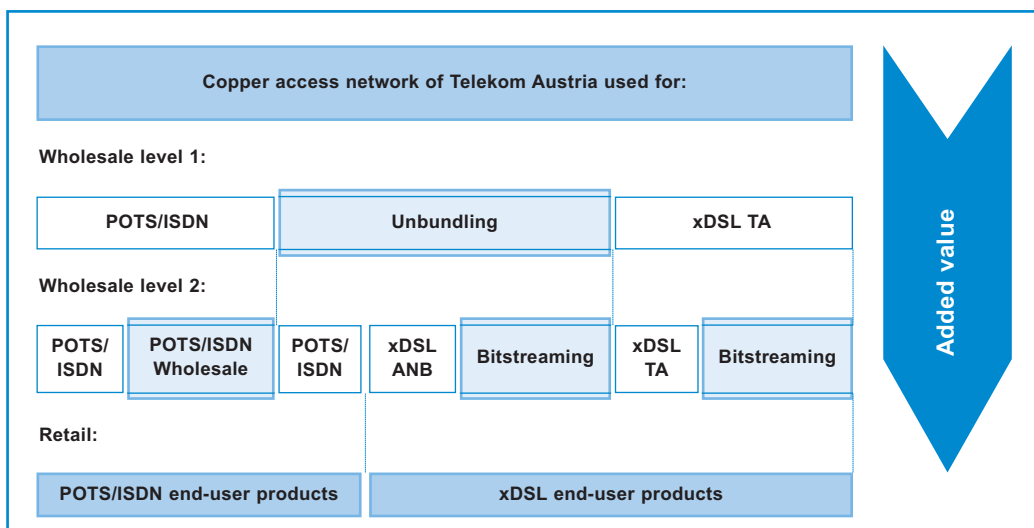 Copper access network of Telekom Austria used for:
Wholesale level 1:
POTS/ISDN
Unbundling
xDSL TA
Wholesale level 2:
POTS/
ISDN
POTS/ISDN
Wholesale
POTS/
ISDN
xDSL
ANB
Bitstreaming
xDSL
TA
Bitstreaming
Retail:
POTS/ISDN end-user products
xDSL end-user products
Added value